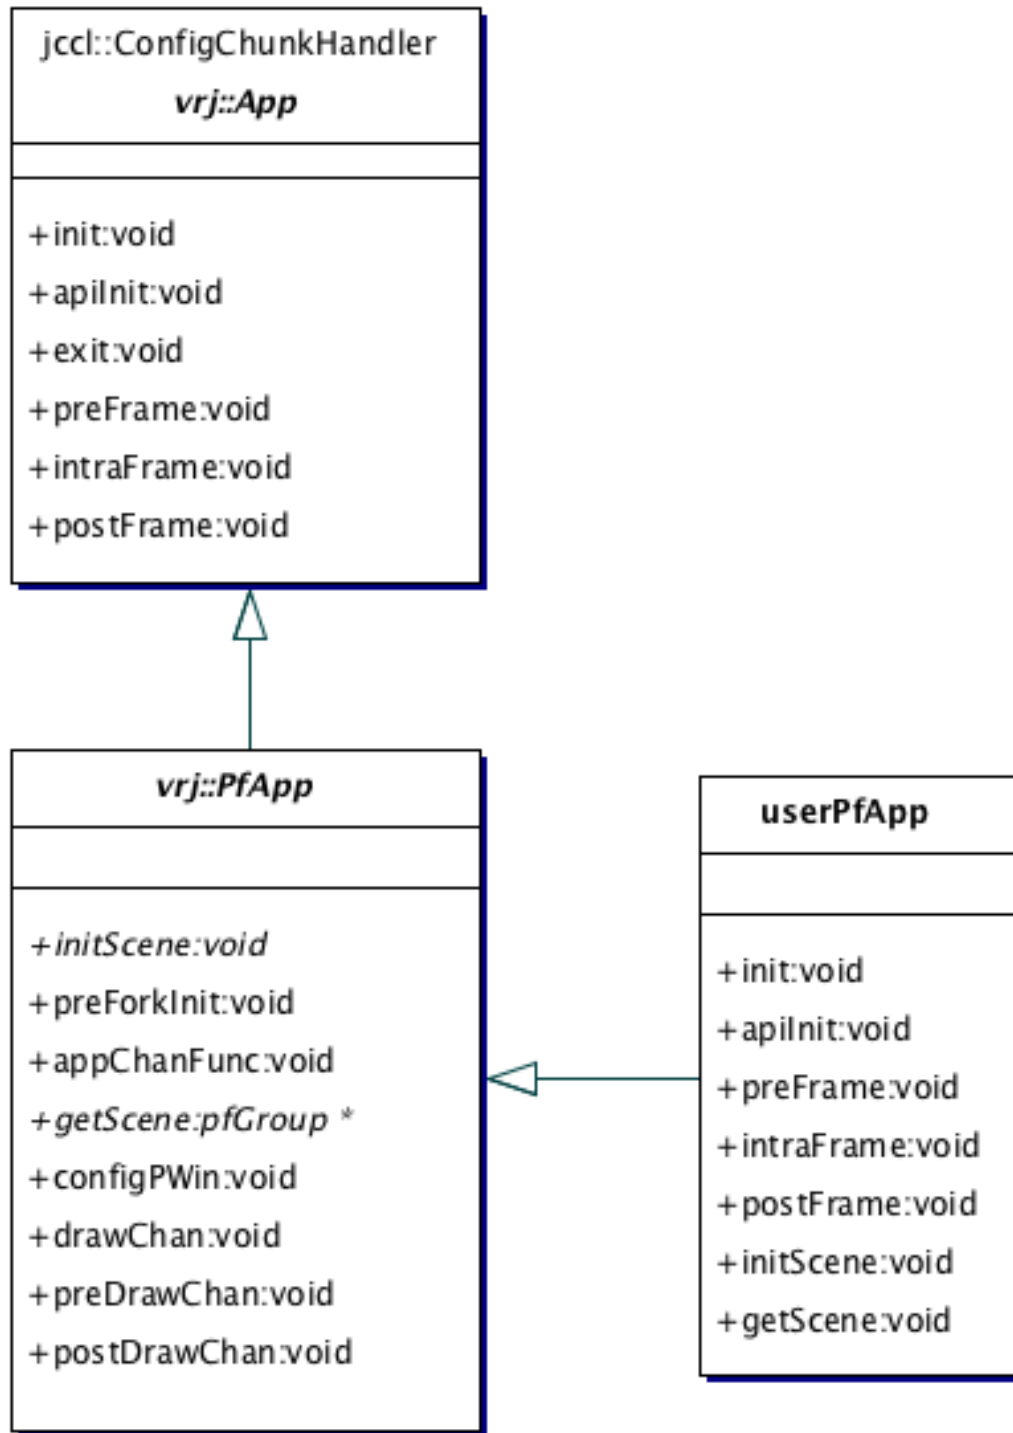 jccl::ConfigChunkHandler
vrj::App
+init:void
+apiInit:void
+exit:void
+preFrame:void
+intraFrame:void
+postFrame:void
vrj::PfApp
+initScene:void
+preForkInit:void
+appChanFunc:void
+getScene:pfGroup *
+configPWin:void
+drawChan:void
+preDrawChan:void
+postDrawChan:void
userPfApp
+init:void
+apiInit:void
+preFrame:void
+intraFrame:void
+postFrame:void
+initScene:void
+getScene:void